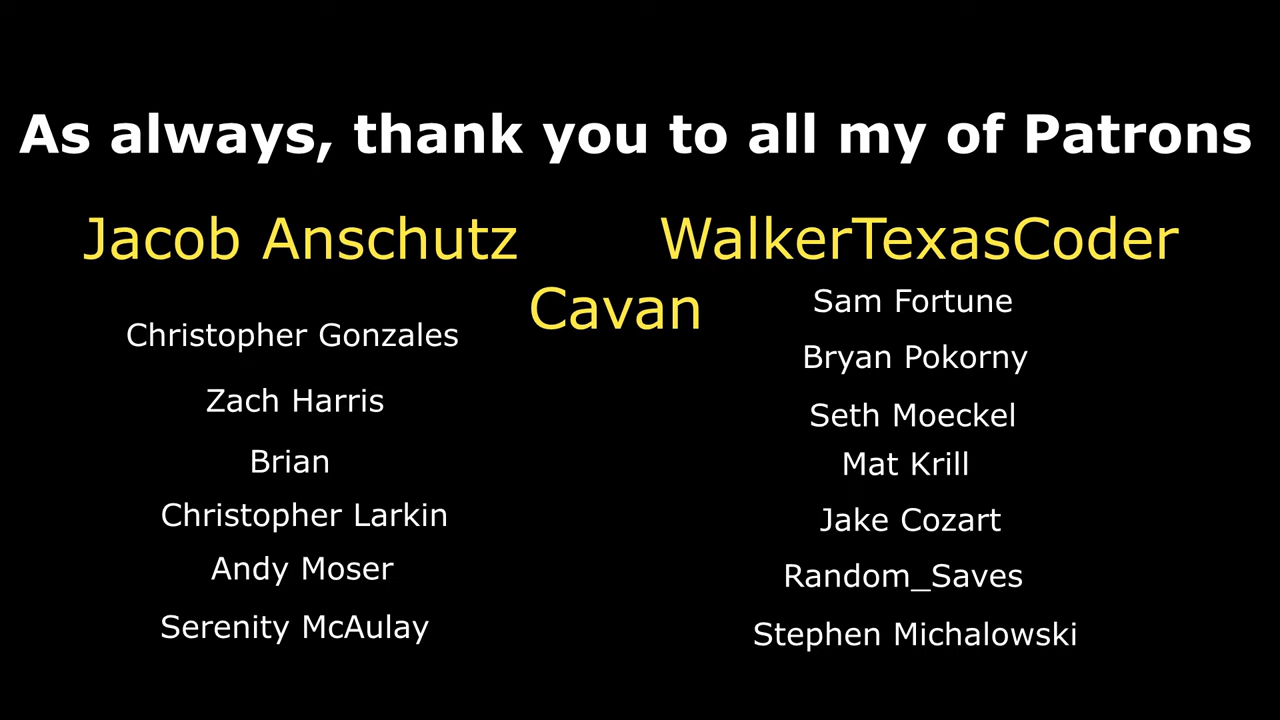 As always, thank you to all my of Patrons
Jacob Anschutz
WalkerTexasCoder
Cavan
Christopher Gonzales
Zach Harris
Brian
Christopher Larkin
Andy Moser
Serenity McAulay
Sam Fortune
Bryan Pokorny
Seth Moeckel
Mat Krill
Jake Cozart
Random_Saves
Stephen Michalowski